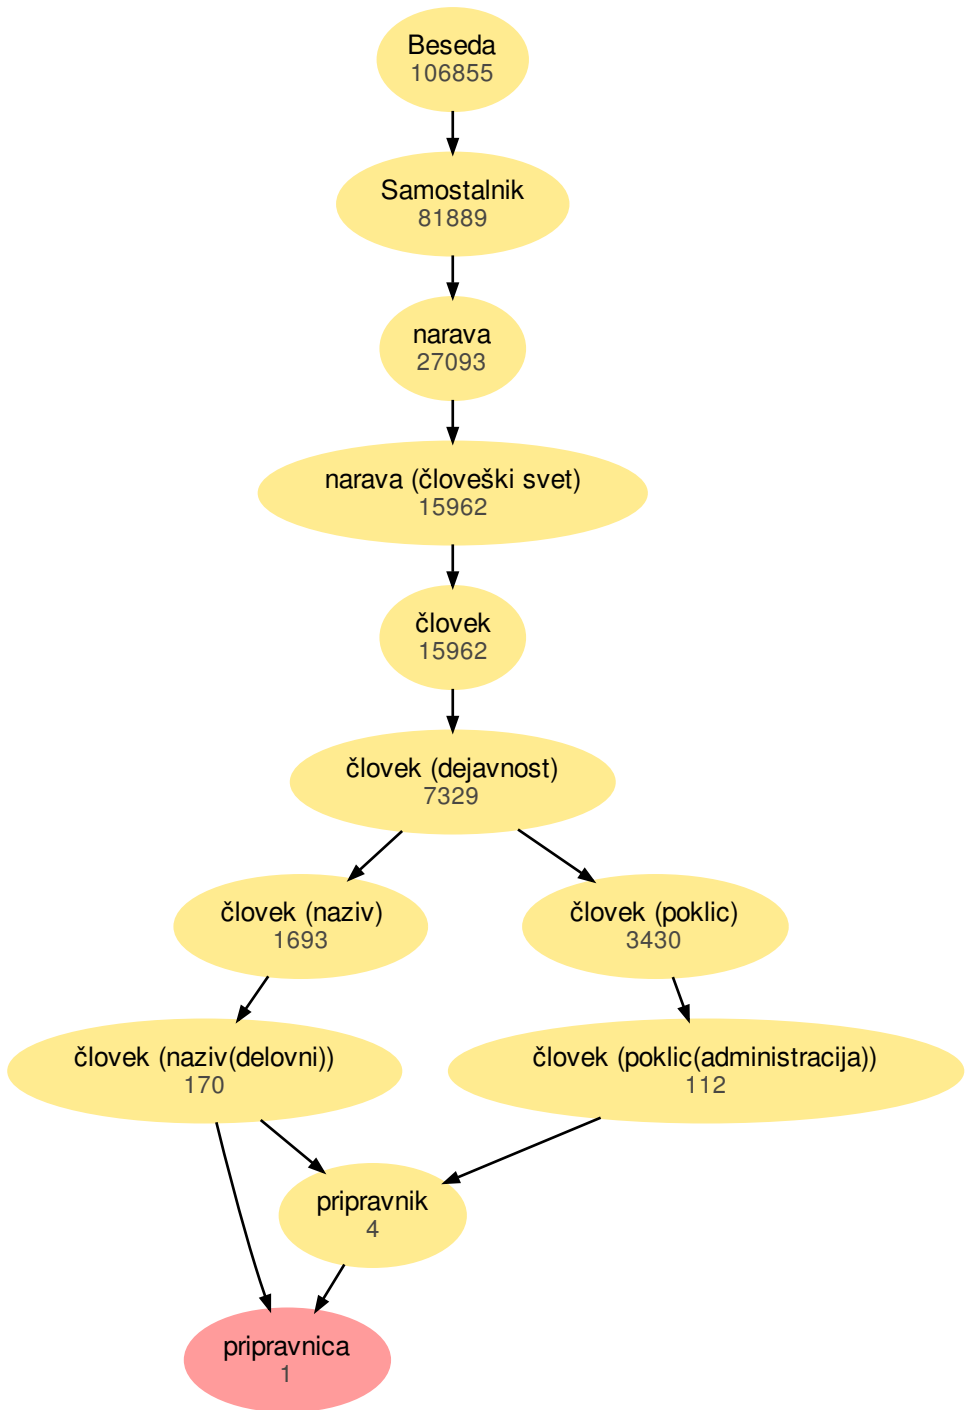 Beseda
106855
Samostalnik
81889
narava
27093
narava (človeški svet)
15962
človek
15962
človek (dejavnost)
7329
človek (naziv)
1693
človek (poklic)
3430
človek (naziv(delovni))
170
človek (poklic(administracija))
112
pripravnik
4
pripravnica
1